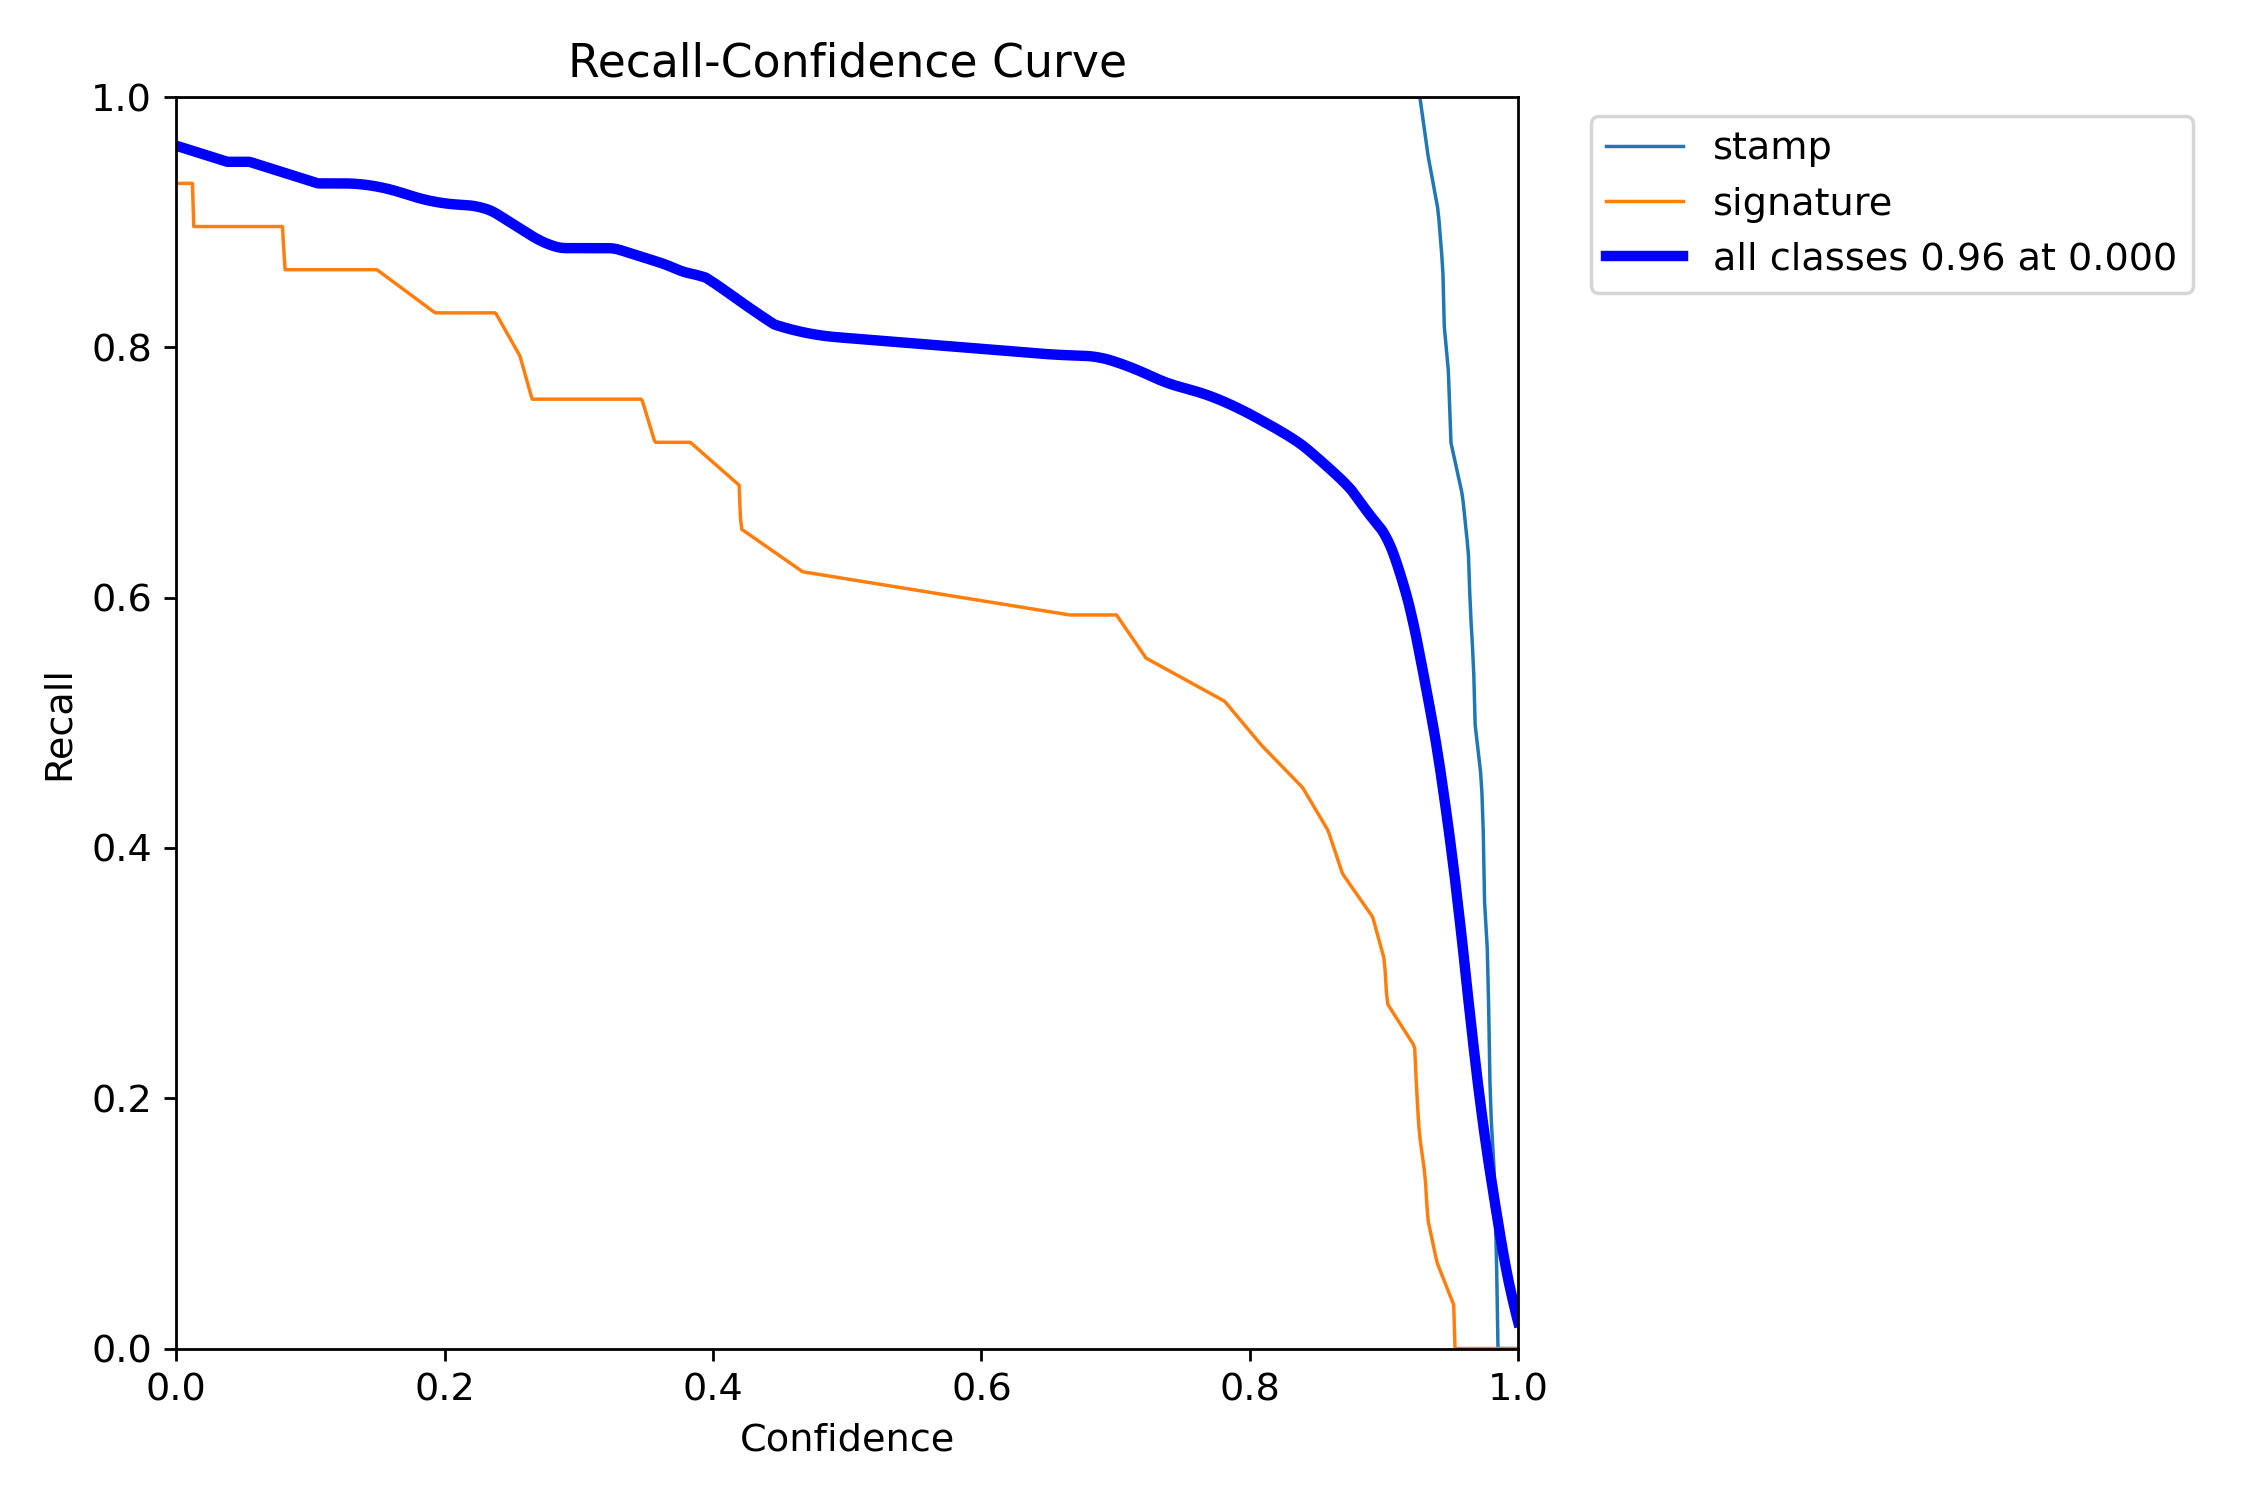 Recall-Confidence Curve
1.0
0.8
0.6
0.4
0.2
0.0
Recall
0.0 0.2 0.4 0.6 0.8 1.0
Confidence
stamp
signature
all classes 0.96 at 0.000